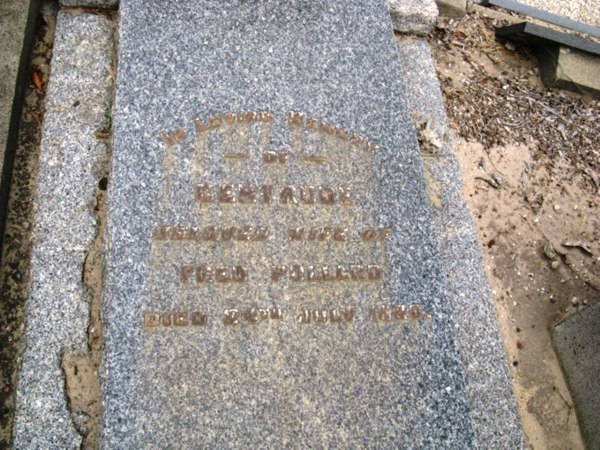 IN LOVING MEMORY
— OF —
GERTRUDE
BELOVED WIFE OF
FRED POLLARD
DIED 24TH JULY